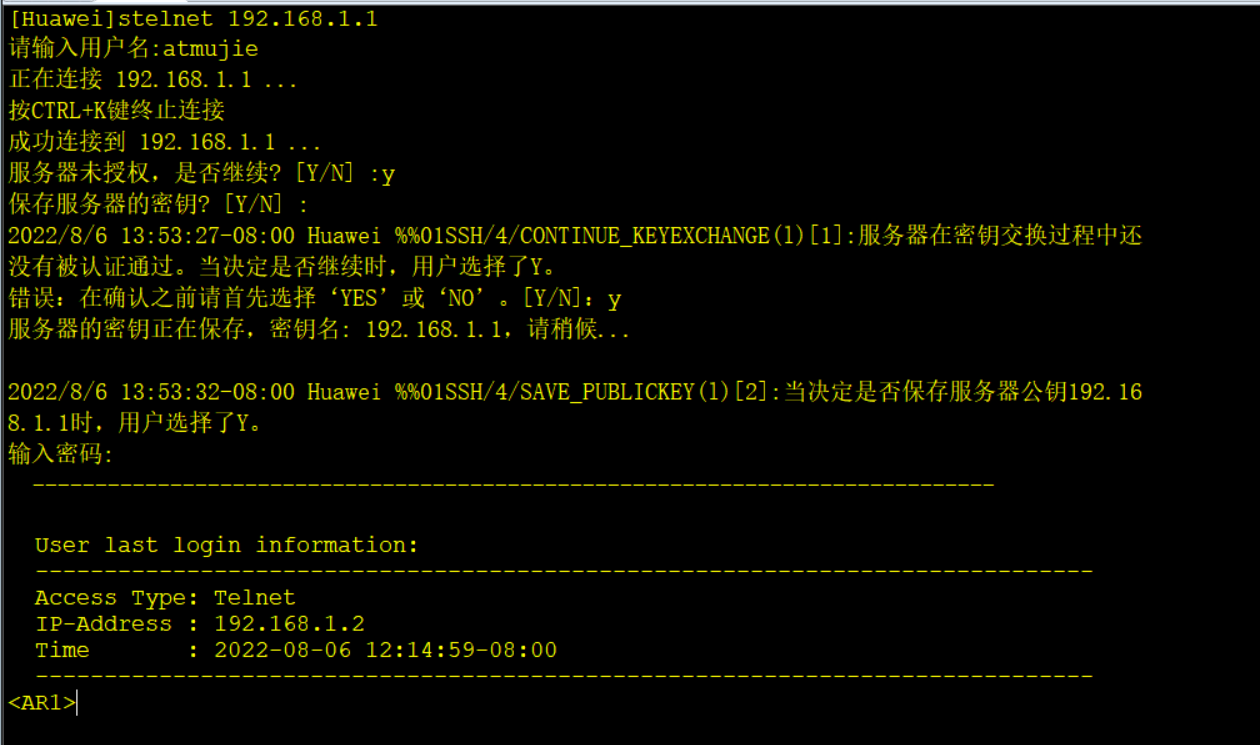 [Huawei]stelnet 192.168.1.1
请输入用户名:atmujie
正在连接 192.168.1.1 ...
按CTRL+K键终止连接
成功连接到 192.168.1.1 ...
服务器未授权，是否继续? [Y/N] :y
保存服务器的密钥? [Y/N] :
2022/8/6 13:53:27-08:00 Huawei %%01SSH/4/CONTINUE_KEYEXCHANGE(l)[1]:服务器在密钥交换过程中还
没有被认证通过。当决定是否继续时，用户选择了Y。
错误：在确认之前请首先选择‘YES’或‘NO’。[Y/N]：y
服务器的密钥正在保存，密钥名: 192.168.1.1，请稍候...
2022/8/6 13:53:32-08:00 Huawei %%01SSH/4/SAVE_PUBLICKEY(l)[2]:当决定是否保存服务器公钥192.16
8.1.1时，用户选择了Y。
输入密码:
-----------------------------------------------------------------------------
User last login information:
-----------------------------------------------------------------------------
Access Type: Telnet
IP-Address : 192.168.1.2
Time       : 2022-08-06 12:14:59-08:00
-----------------------------------------------------------------------------
<AR1>